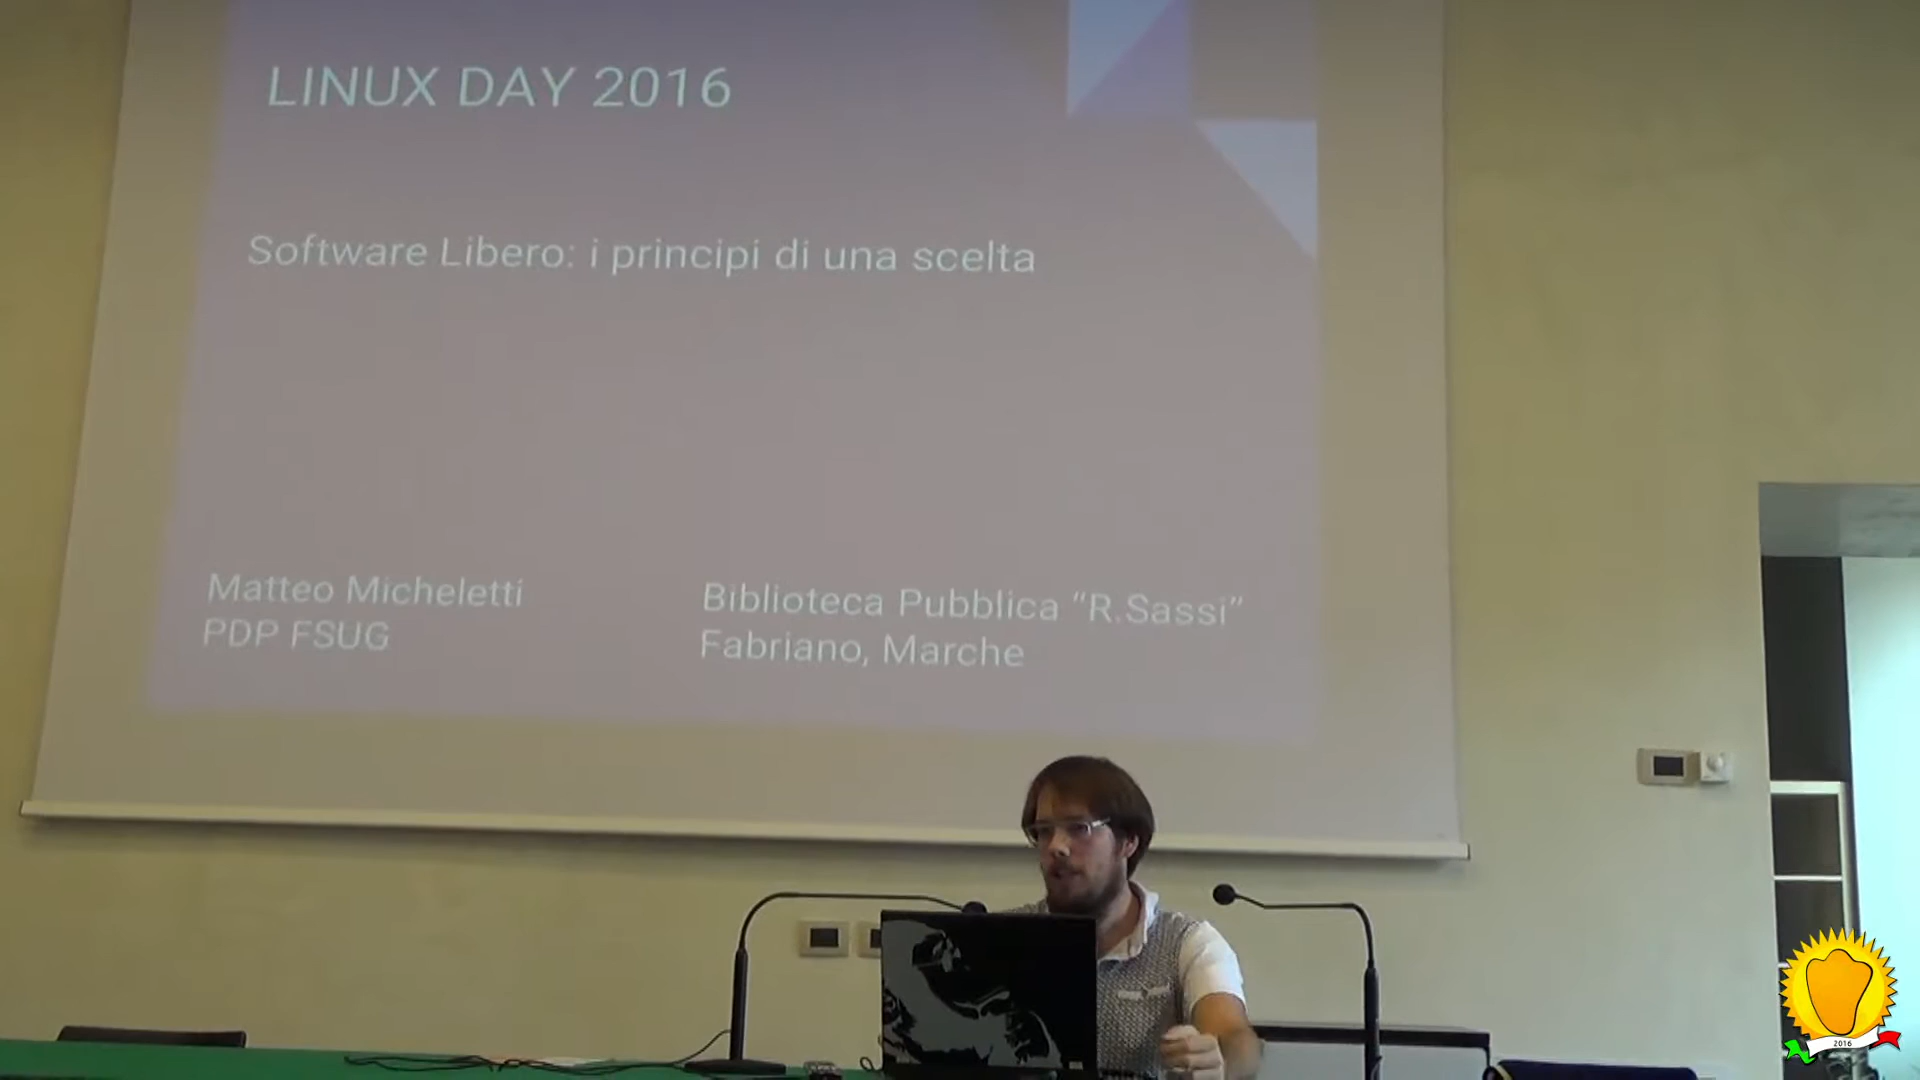 LINUX DAY 2016
Software Libero: i principi di una scelta
Matteo Micheletti
PDP FSUG
Biblioteca Pubblica “R.Sassi”
Fabriano, Marche
2016